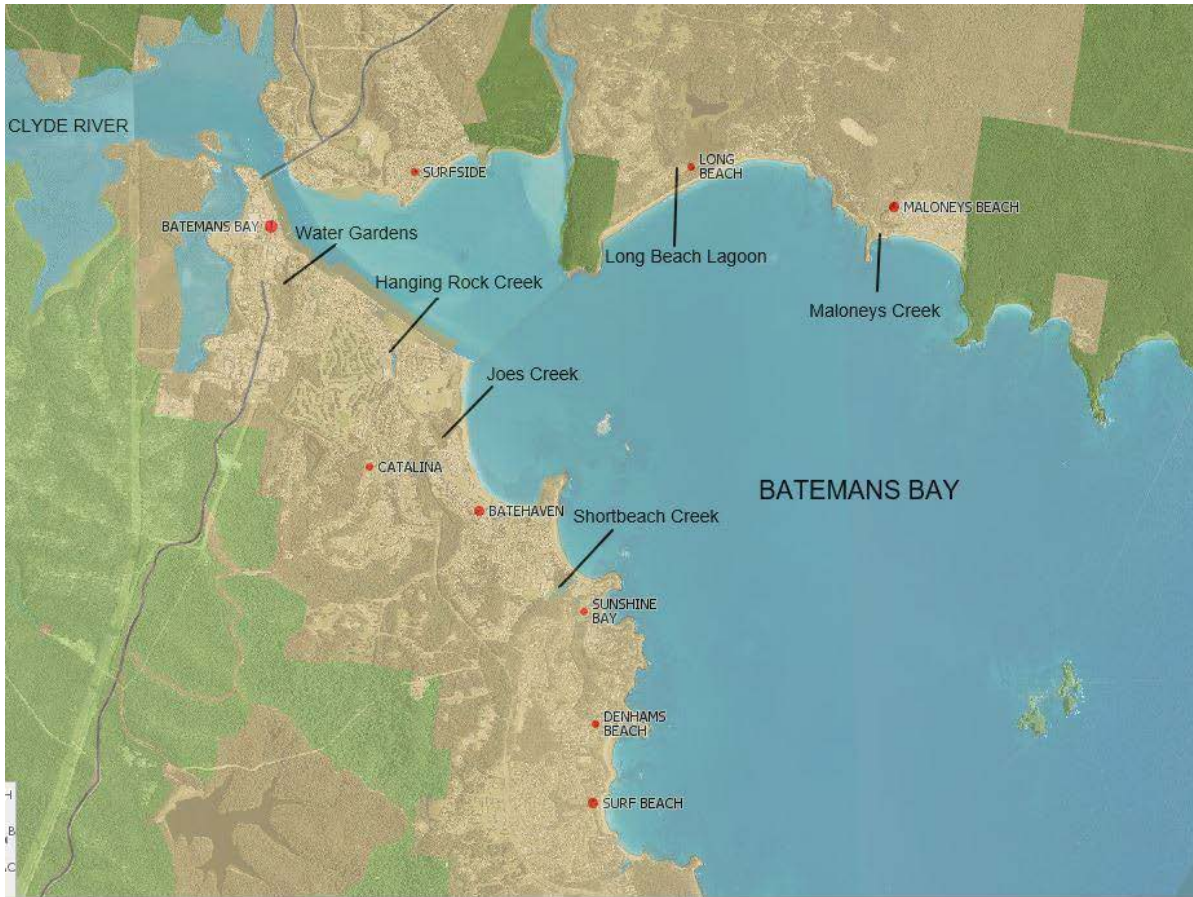 CLYDE RIVER
SURFSIDE
LONG
BEACH
MALONEYS BEACH
BATEMANS BAY
Water Gardens
Long Beach Lagoon
Hanging Rock Creek
Maloneys Creek
Joes Creek
CATALINA
BATEMANS BAY
BATEHAVEN
Shortbeach Creek
SUNSHINE
BAY
DENHAMS
BEACH
SURF BEACH
H
B
AC